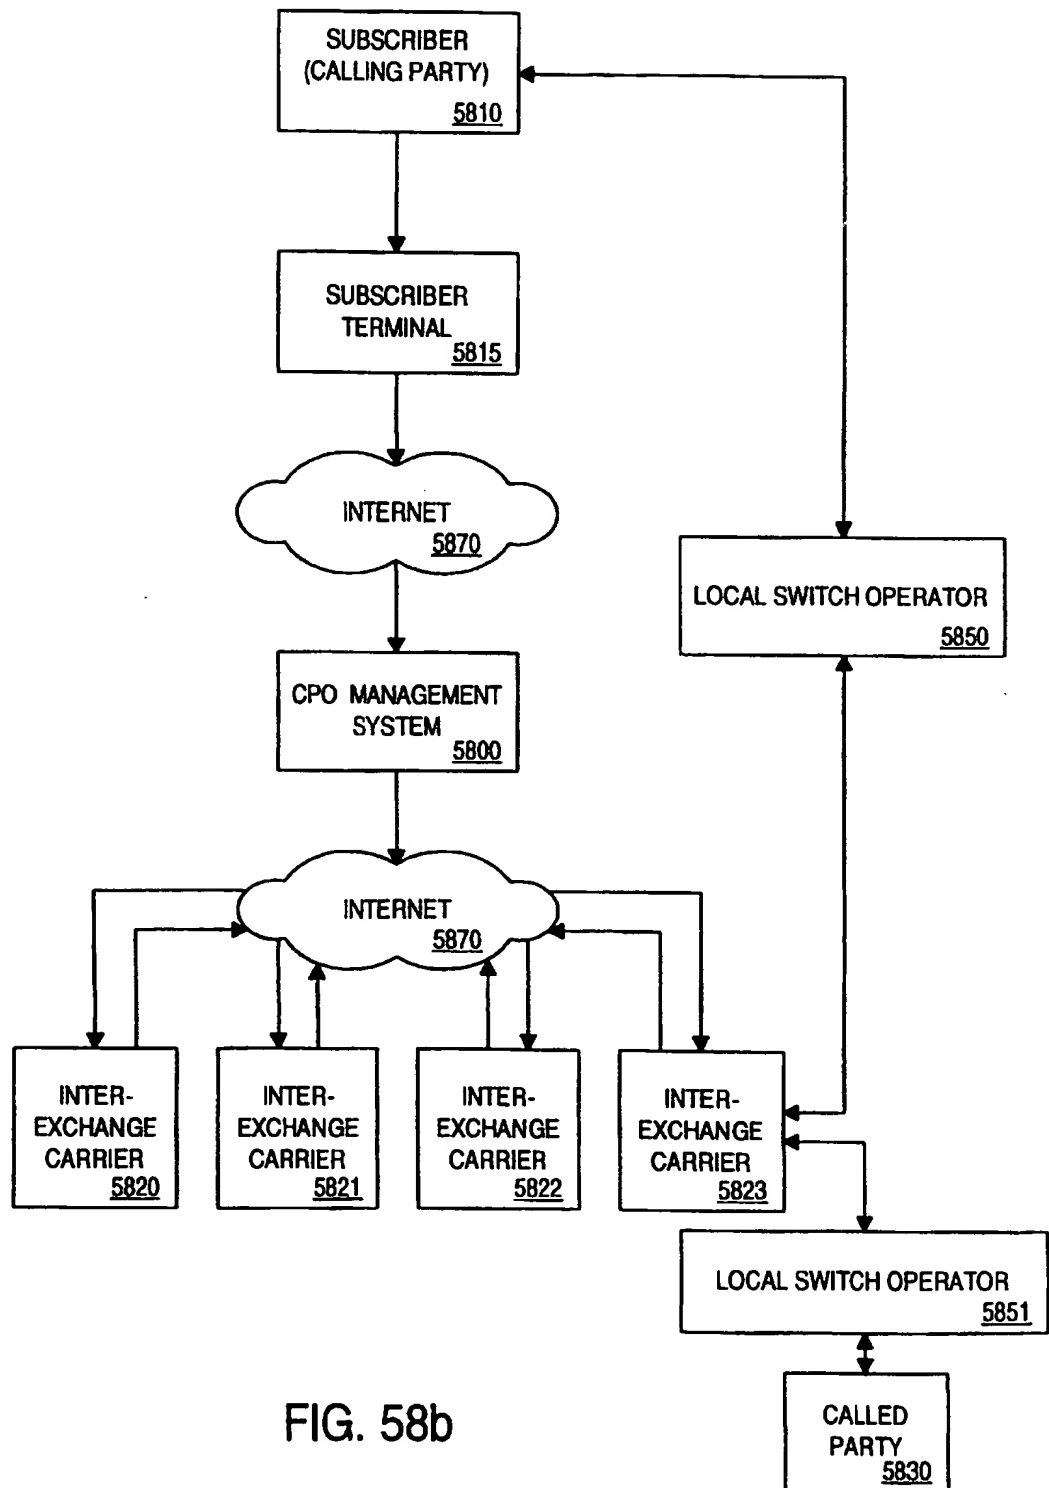 SUBSCRIBER
(CALLING PARTY)
5810
SUBSCRIBER
TERMINAL
5815
INTERNET
5870
LOCAL SWITCH OPERATOR
5850
CPO MANAGEMENT
SYSTEM
5800
INTERNET
5870
INTER-
EXCHANGE
CARRIER
5820
INTER-
EXCHANGE
CARRIER
5821
INTER-
EXCHANGE
CARRIER
5822
INTER-
EXCHANGE
CARRIER
5823
LOCAL SWITCH OPERATOR
5851
CALLED
PARTY
5830
FIG. 58b